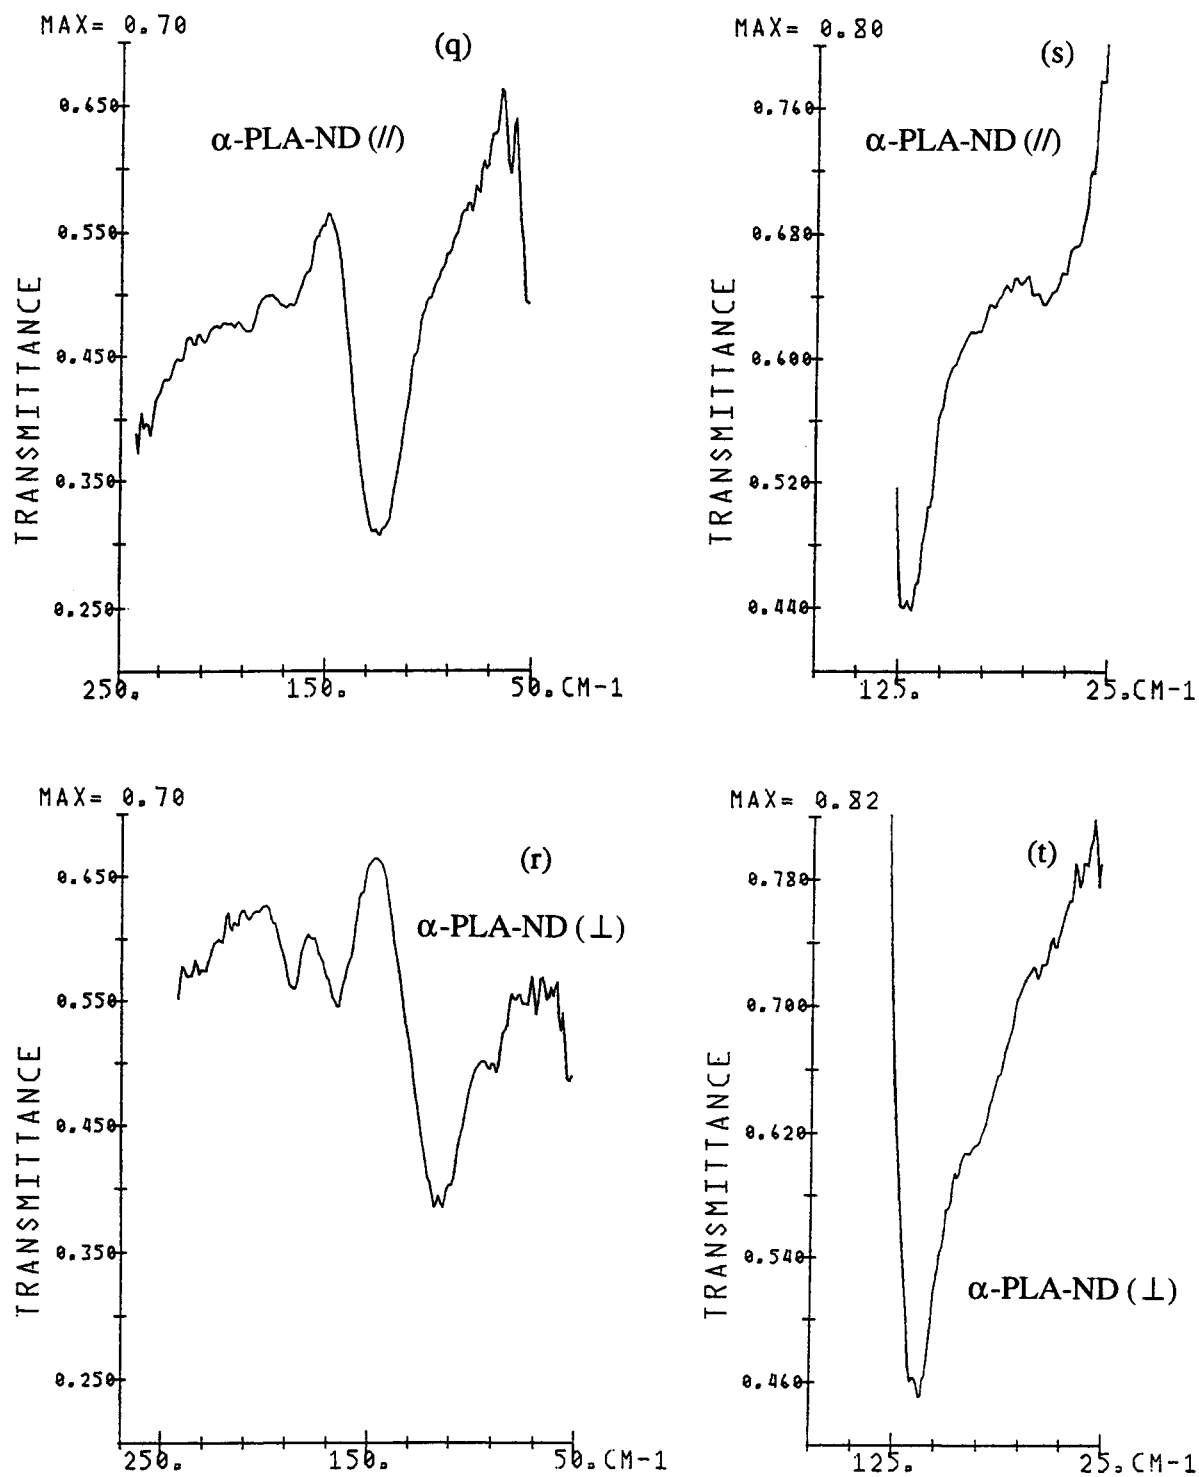 MAX= 0.70
(q)
α-PLA-ND (//)
0.650
0.550
0.450
0.350
0.250
TRANSMITTANCE
250. 150. 50. CM-1
MAX= 0.80
(s)
α-PLA-ND (//)
0.760
0.680
0.600
0.520
0.440
TRANSMITTANCE
125. 25. CM-1
MAX= 0.70
(r)
α-PLA-ND (⊥)
0.650
0.550
0.450
0.350
0.250
TRANSMITTANCE
250. 150. 50. CM-1
MAX= 0.82
(t)
0.780
0.700
0.620
0.540
α-PLA-ND (⊥)
0.460
TRANSMITTANCE
125. 25. CM-1